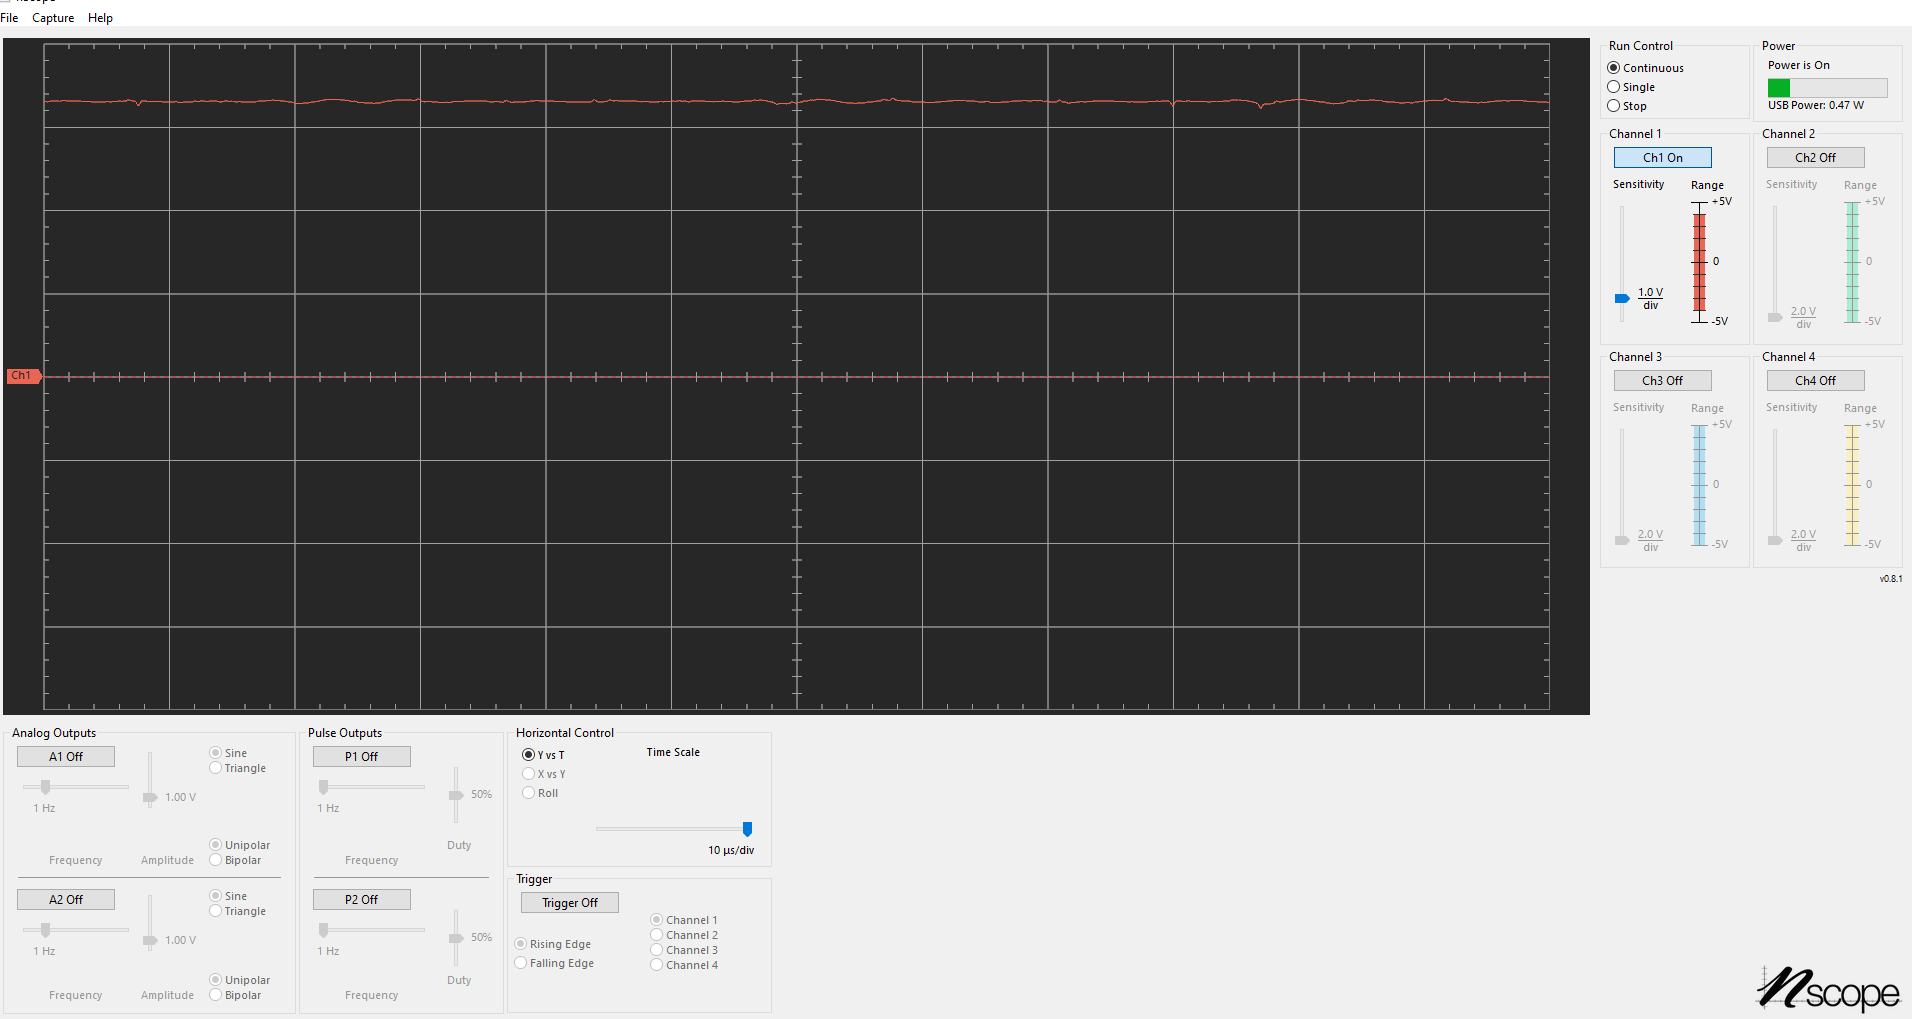 File Capture Help
Run Control
Continuous
Single
Stop
Power
Power is On
USB Power: 0.47 W
Channel 1
Ch1 On
Sensitivity
Range
+5V
0
-5V
1.0 V
div
Channel 2
Ch2 Off
Sensitivity
Range
+5V
0
-5V
2.0 V
div
Ch1
Channel 3
Ch3 Off
Sensitivity
Range
+5V
0
-5V
2.0 V
div
Channel 4
Ch4 Off
Sensitivity
Range
+5V
0
-5V
2.0 V
div
v0.8.1
Analog Outputs
A1 Off
Sine
Triangle
1.00 V
1 Hz
Unipolar
Bipolar
Frequency
Amplitude
A2 Off
Sine
Triangle
1.00 V
1 Hz
Unipolar
Bipolar
Frequency
Amplitude
Pulse Outputs
P1 Off
50%
1 Hz
Duty
Frequency
P2 Off
50%
1 Hz
Duty
Frequency
Horizontal Control
Y vs T
X vs Y
Roll
Time Scale
10 µs/div
Trigger
Trigger Off
Rising Edge
Falling Edge
Channel 1
Channel 2
Channel 3
Channel 4
nscope